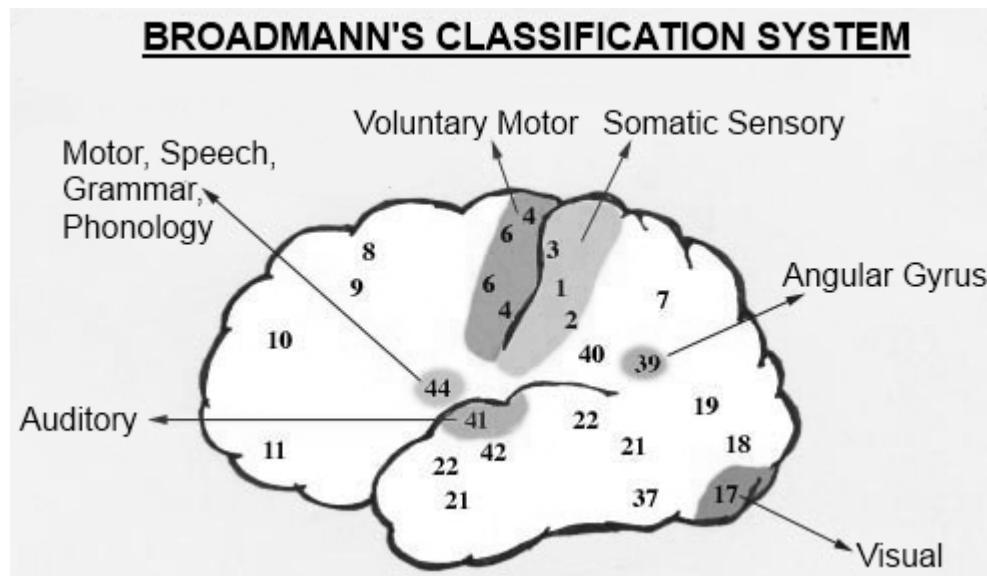 BROADMANN'S CLASSIFICATION SYSTEM
Voluntary Motor
Somatic Sensory
Motor, Speech,
Grammar,
Phonology
Angular Gyrus
Auditory
Visual
4
6
3
8
6
1
9
7
4
2
10
40
39
44
19
41
22
11
42
21
18
22
21
37
17